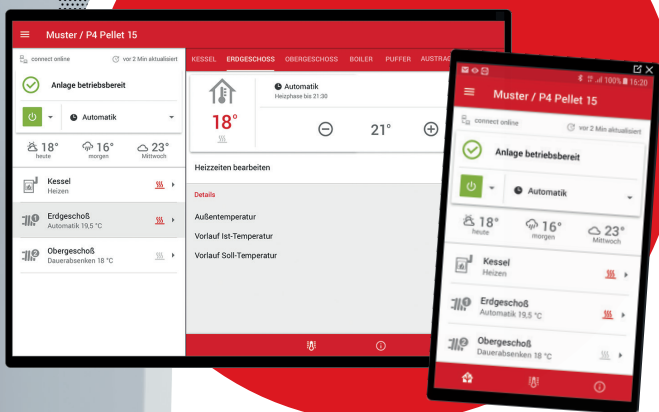 Muster / P4 Pellet 15
connect online
vor 2 Min aktualisiert
Anlage betriebsbereit
Automatik
18°
heute
16°
morgen
23°
Mittwoch
Kessel
Heizen
Erdgeschoß
Automatik 19,5 °C
Obergeschoß
Dauerabsenken 18 °C
KESSEL ERDGESCHOSS OBERGESCHOSS BOILER PUFFER
Automatik
Heizphase bis 21:30
18°
21°
Heizzeiten bearbeiten
Details
Außentemperatur
Vorlauf Ist-Temperatur
Vorlauf Soll-Temperatur
100% 15:20
Muster / P4 Pellet 15
connect online
vor 2 Min aktualisiert
Anlage betriebsbereit
Automatik
18°
heute
16°
morgen
23°
Mittwoch
Kessel
Heizen
Erdgeschoß
Automatik 19,5 °C
Obergeschoß
Dauerabsenken 18 °C